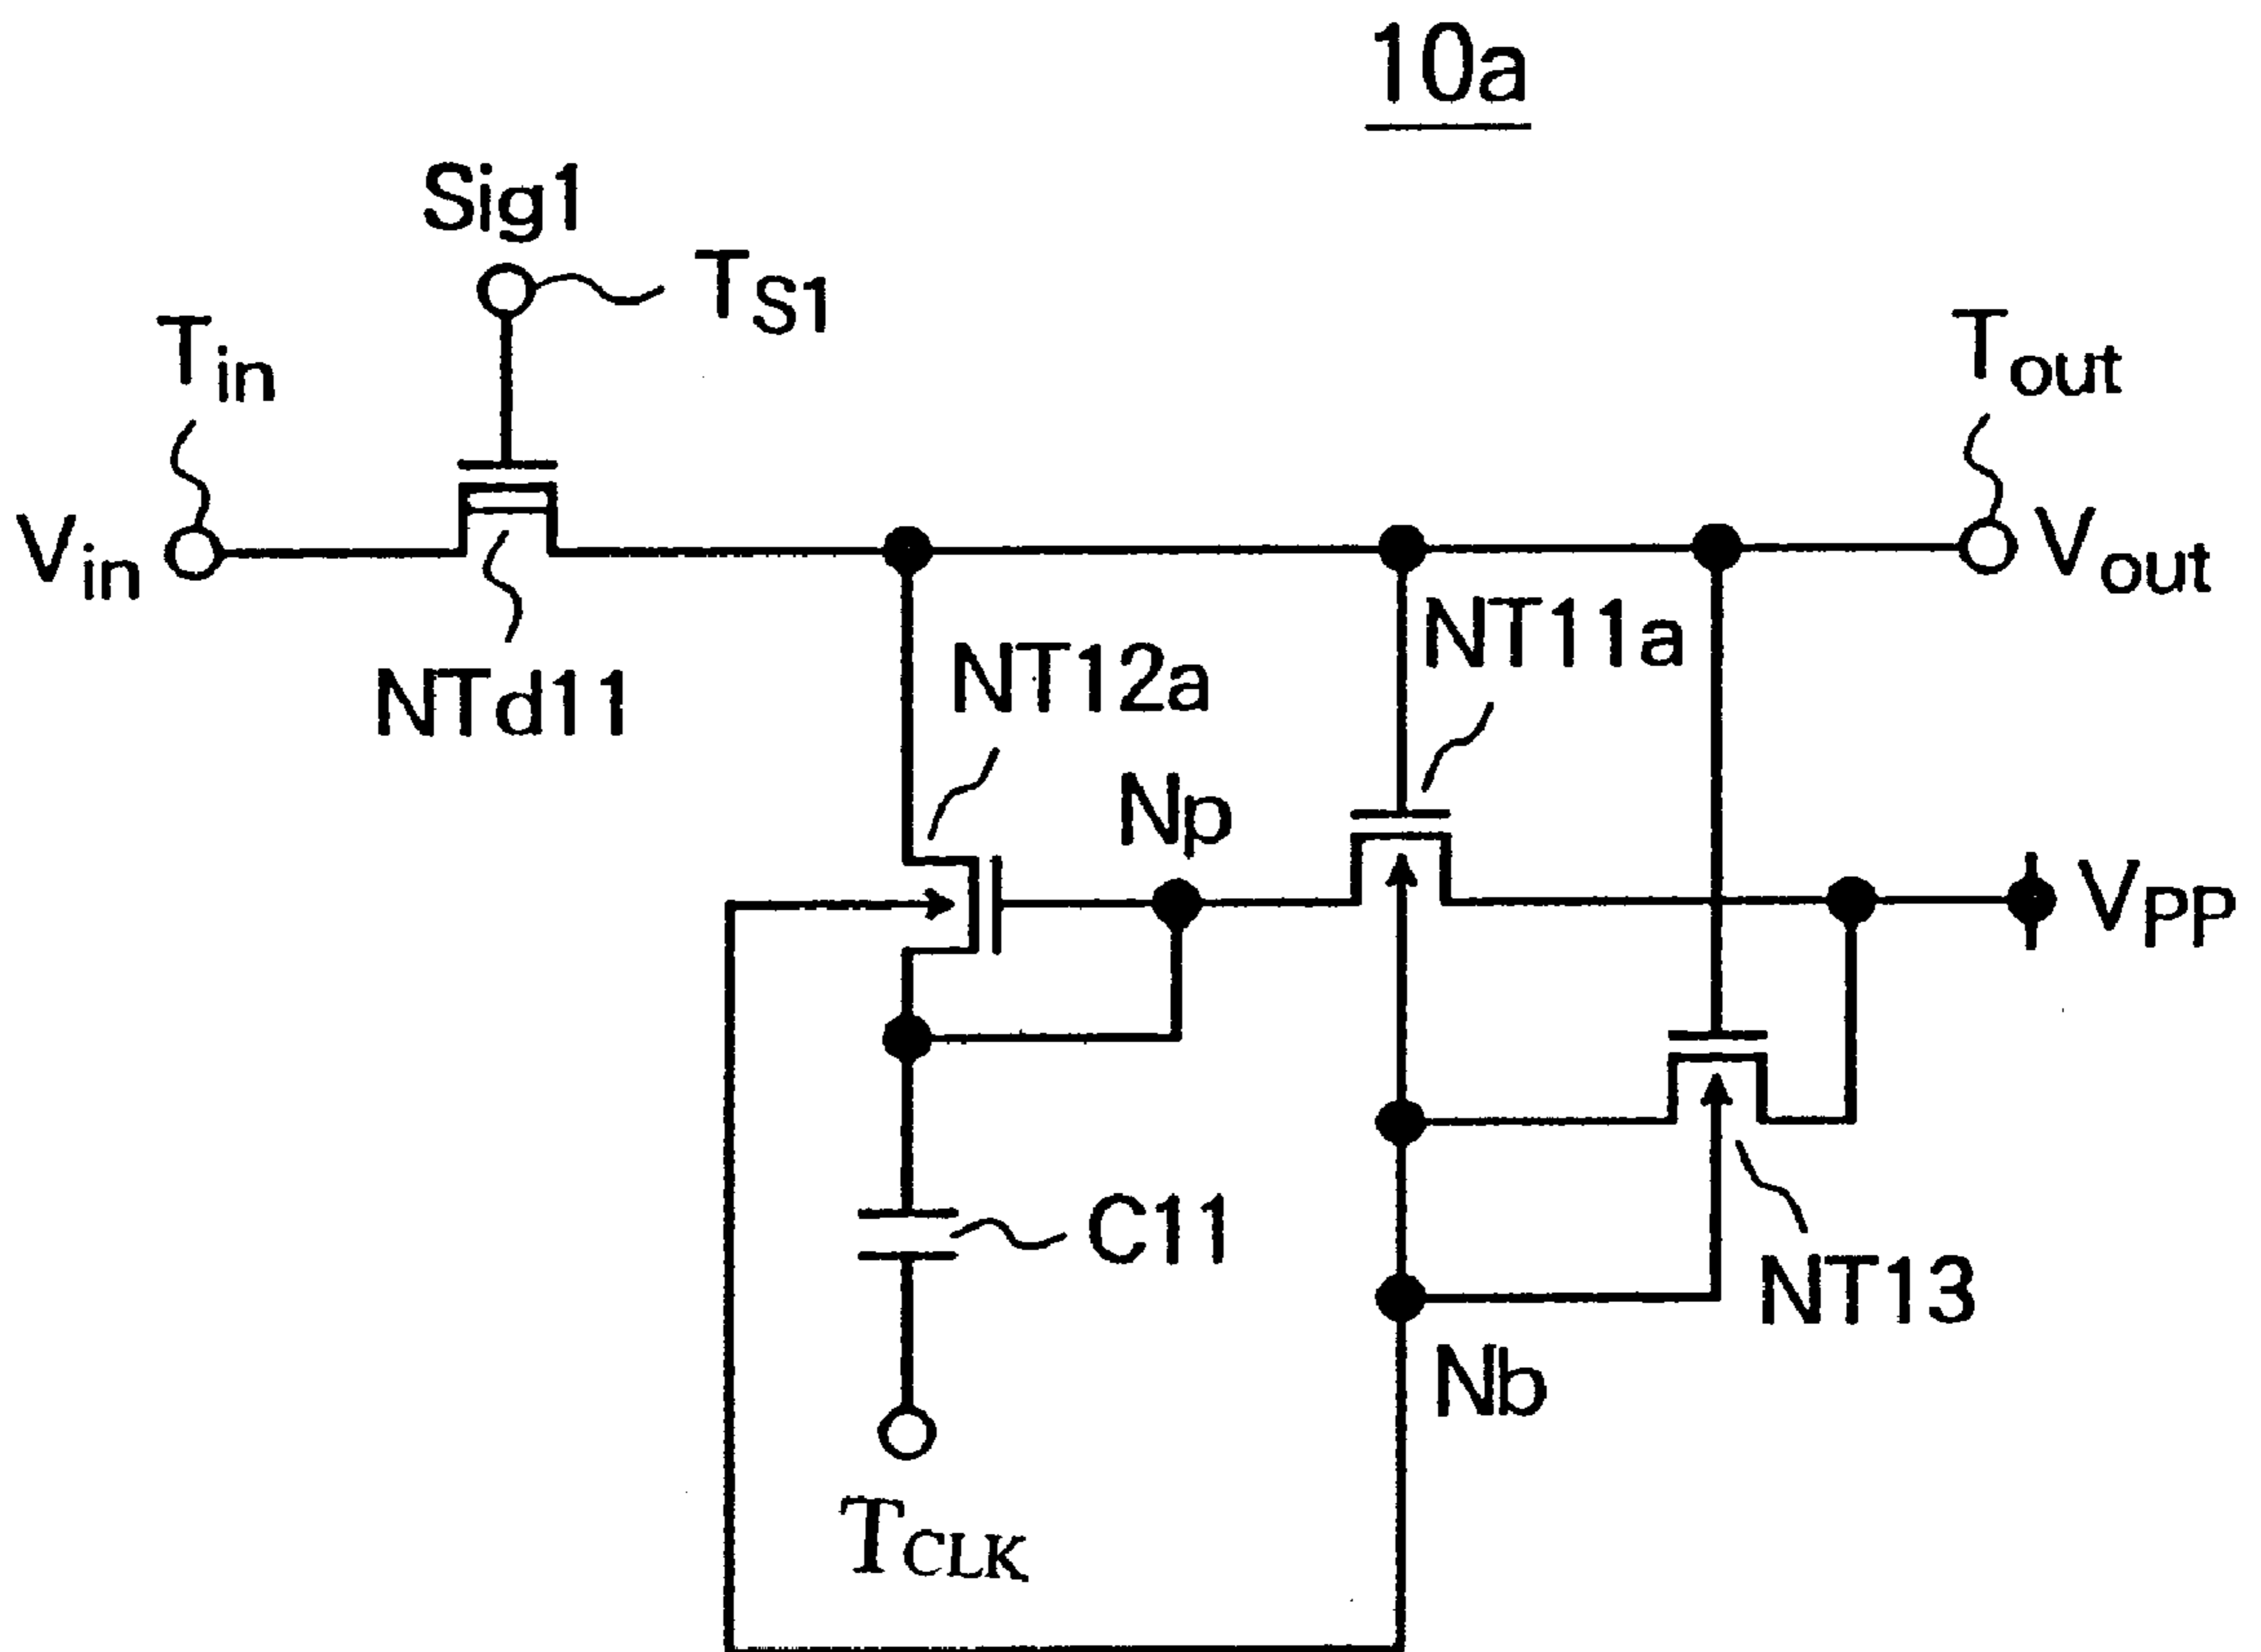 10a
Sig1
TS1
Tin
Tout
Vin
Vout
NTd11
NT12a
NT11a
Np
VPP
C11
NT13
Nb
TCLK